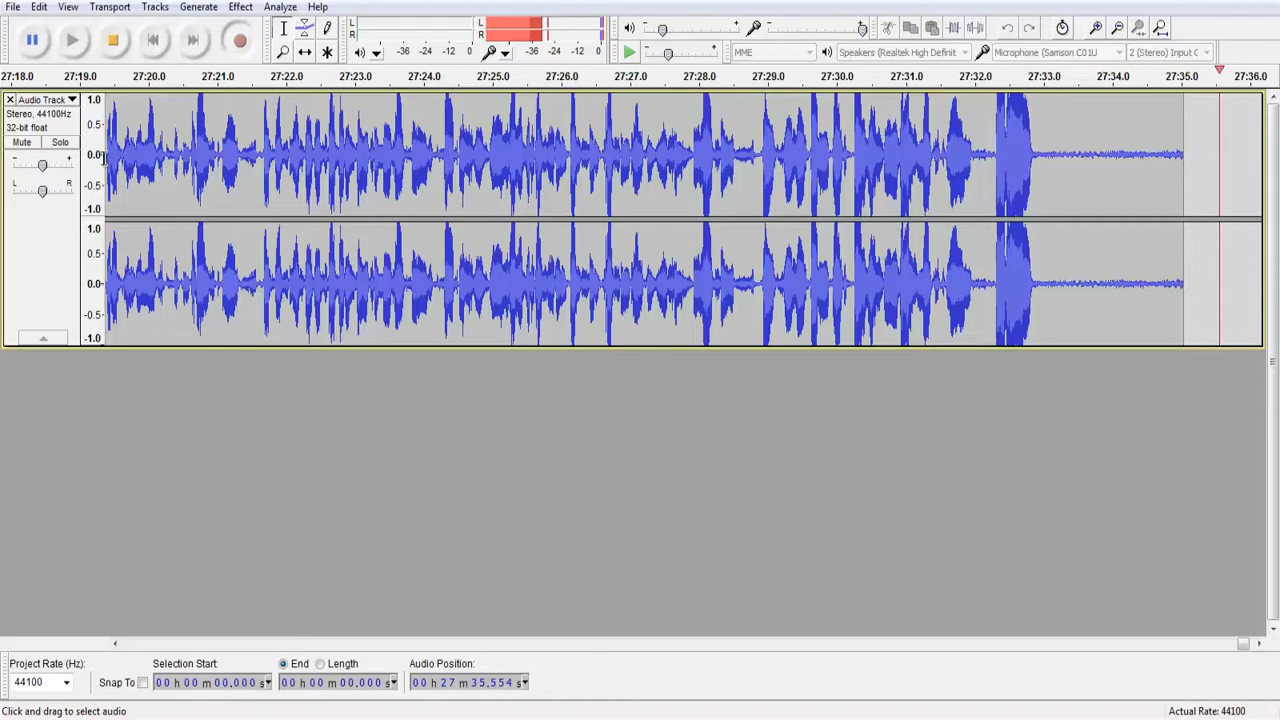 File Edit View Transport Tracks Generate Effect Analyze Help
L R -36 -24 -12 0 L R -36 -24 -12 0
MME Speakers (Realtek High Definit Microphone (Samson C01U 2 (Stereo) Input C
27:18.0 27:19.0 27:20.0 27:21.0 27:22.0 27:23.0 27:24.0 27:25.0 27:26.0 27:27.0 27:28.0 27:29.0 27:30.0 27:31.0 27:32.0 27:33.0 27:34.0 27:35.0 27:36.0
Audio Track
Stereo, 44100Hz
32-bit float
Mute Solo
- +
L R
1.0
0.5
0.0
-0.5
-1.0
1.0
0.5
0.0
-0.5
-1.0
Project Rate (Hz): Selection Start: End Length Audio Position:
44100 Snap To 00 h 00 m 00.000 s 00 h 00 m 00.000 s 00 h 27 m 35.554 s
Click and drag to select audio Actual Rate: 44100